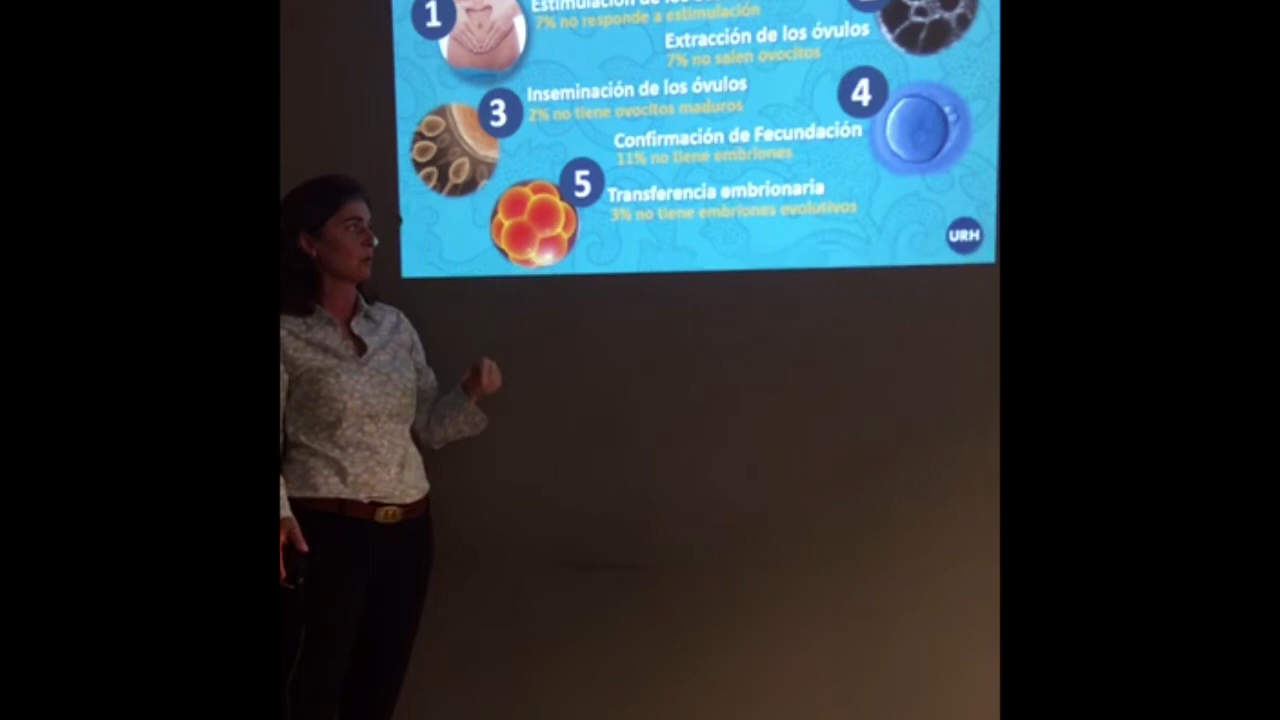 1
Estimulación de los
7% no responde a estimulación
Extracción de los óvulos
7% no salen ovocitos
3
Inseminación de los óvulos
2% no tiene ovocitos maduros
4
Confirmación de Fecundación
11% no tiene embriones
5
Transferencia embrionaria
3% no tiene embriones evolutivos
URH